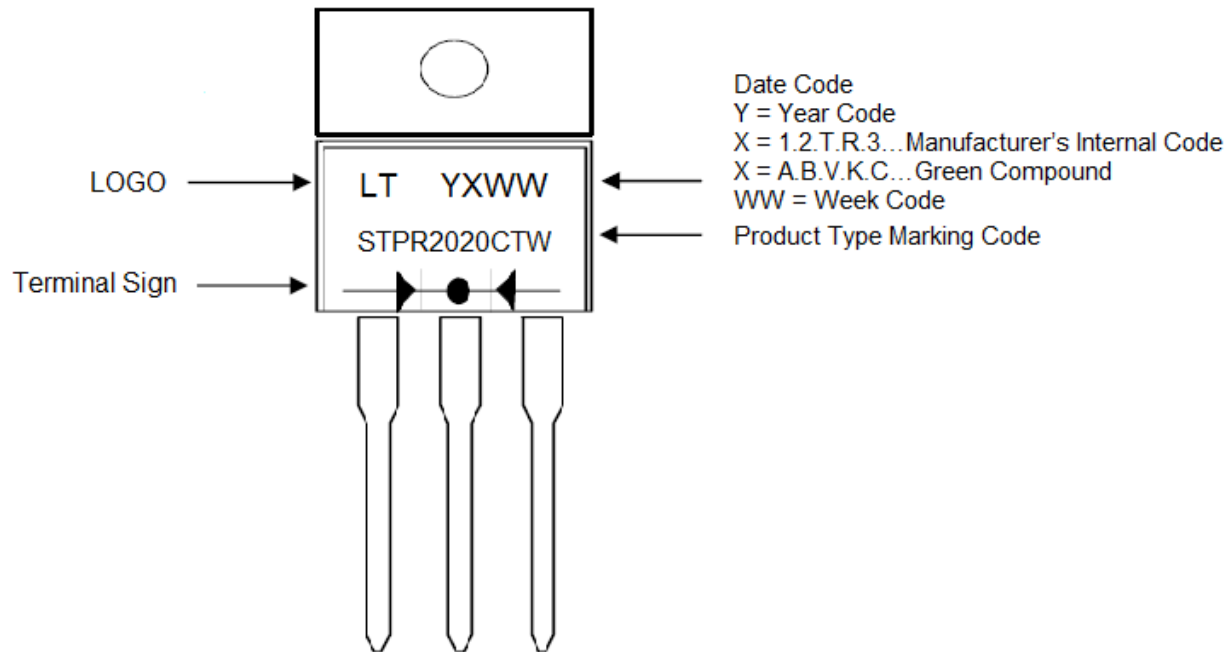 Date Code
Y = Year Code
X = 1.2.T.R.3...Manufacturer's Internal Code
X = A.B.V.K.C...Green Compound
WW = Week Code
LOGO
LT YXWW
STPR2020CTW
Product Type Marking Code
Terminal Sign